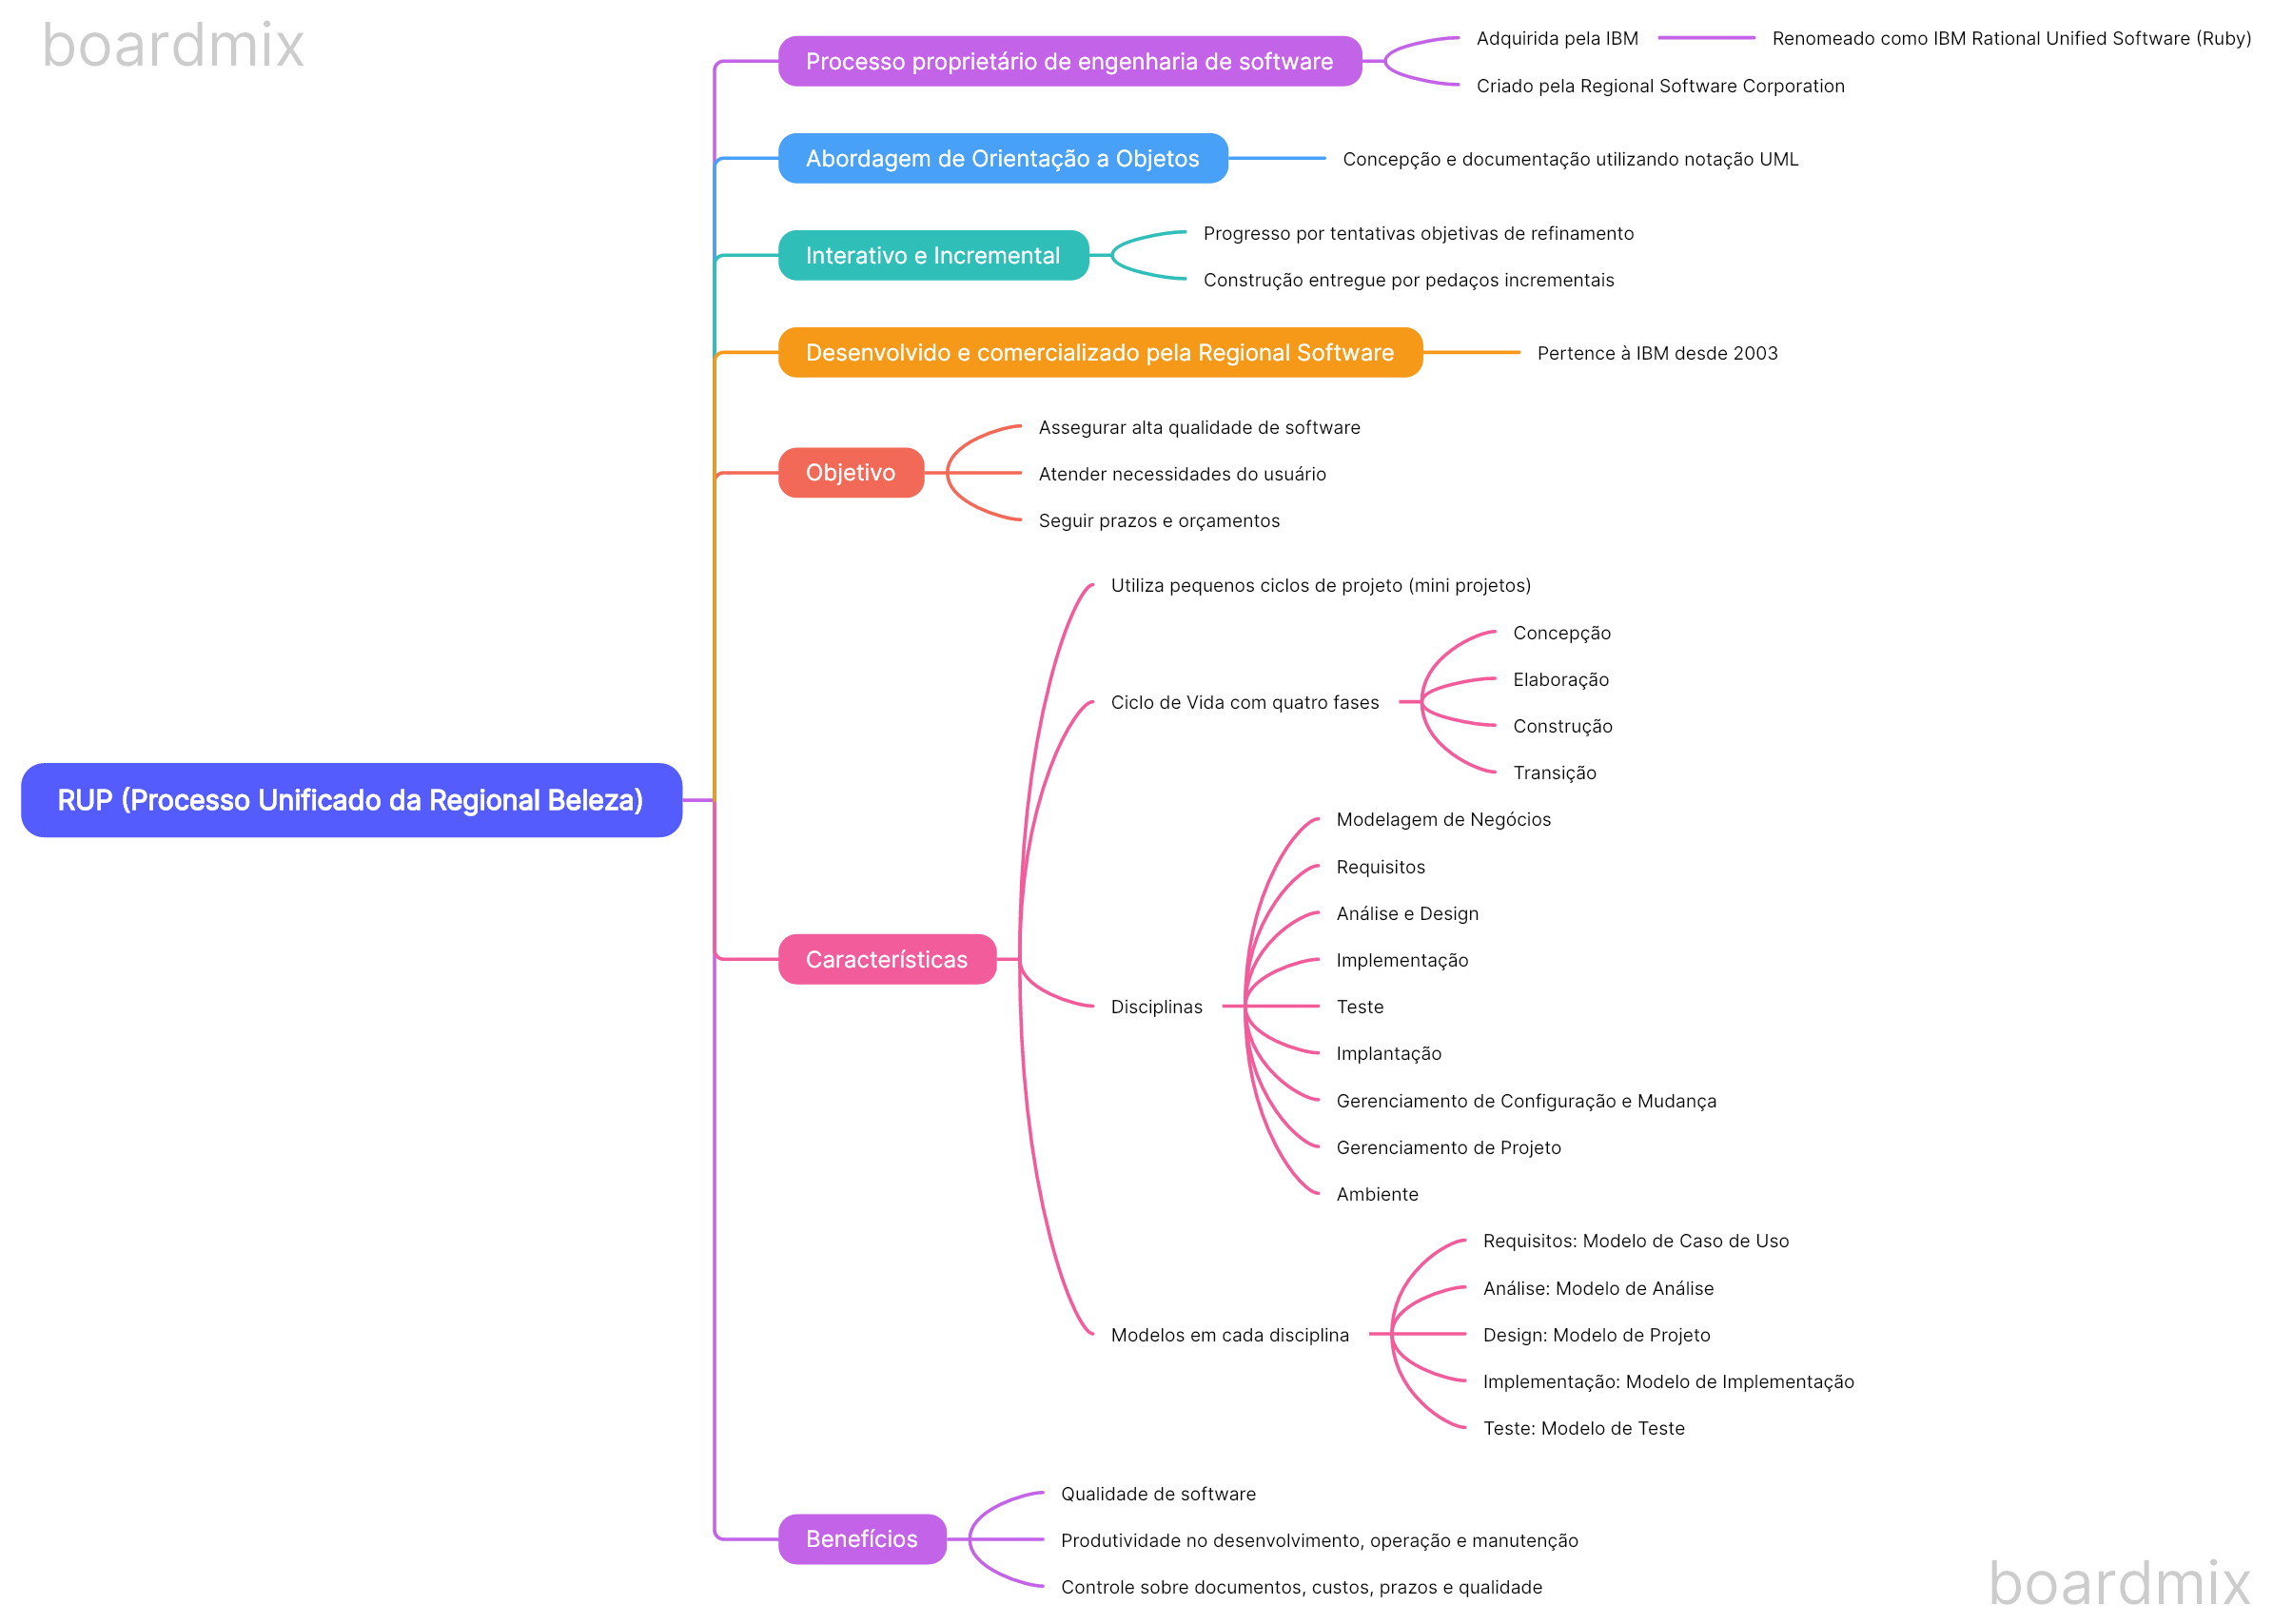 boardmix
Processo proprietário de engenharia de software
Adquirida pela IBM
Renomeado como IBM Rational Unified Software (Ruby)
Criado pela Regional Software Corporation
Abordagem de Orientação a Objetos
Concepção e documentação utilizando notação UML
Interativo e Incremental
Progresso por tentativas objetivas de refinamento
Construção entregue por pedaços incrementais
Desenvolvido e comercializado pela Regional Software
Pertence à IBM desde 2003
Objetivo
Assegurar alta qualidade de software
Atender necessidades do usuário
Seguir prazos e orçamentos
RUP (Processo Unificado da Regional Beleza)
Características
Utiliza pequenos ciclos de projeto (mini projetos)
Ciclo de Vida com quatro fases
Concepção
Elaboração
Construção
Transição
Disciplinas
Modelagem de Negócios
Requisitos
Análise e Design
Implementação
Teste
Implantação
Gerenciamento de Configuração e Mudança
Gerenciamento de Projeto
Ambiente
Modelos em cada disciplina
Requisitos: Modelo de Caso de Uso
Análise: Modelo de Análise
Design: Modelo de Projeto
Implementação: Modelo de Implementação
Teste: Modelo de Teste
Benefícios
Qualidade de software
Produtividade no desenvolvimento, operação e manutenção
Controle sobre documentos, custos, prazos e qualidade
boardmix